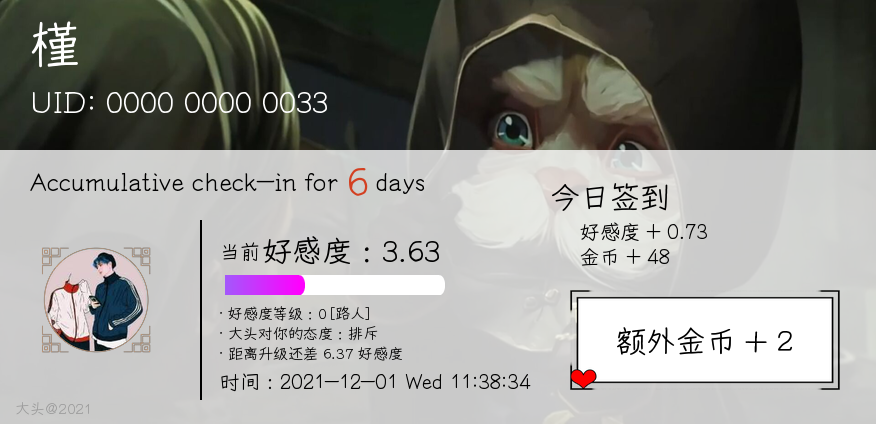 槿
UID: 0000 0000 0033
Accumulative check-in for 6 days
今日签到
好感度 + 0.73
金币 + 48
当前好感度：3.63
· 好感度等级：0 [路人]
· 大头对你的态度：排斥
· 距离升级还差 6.37 好感度
时间：2021-12-01 Wed 11:38:34
额外金币 + 2
大头@2021